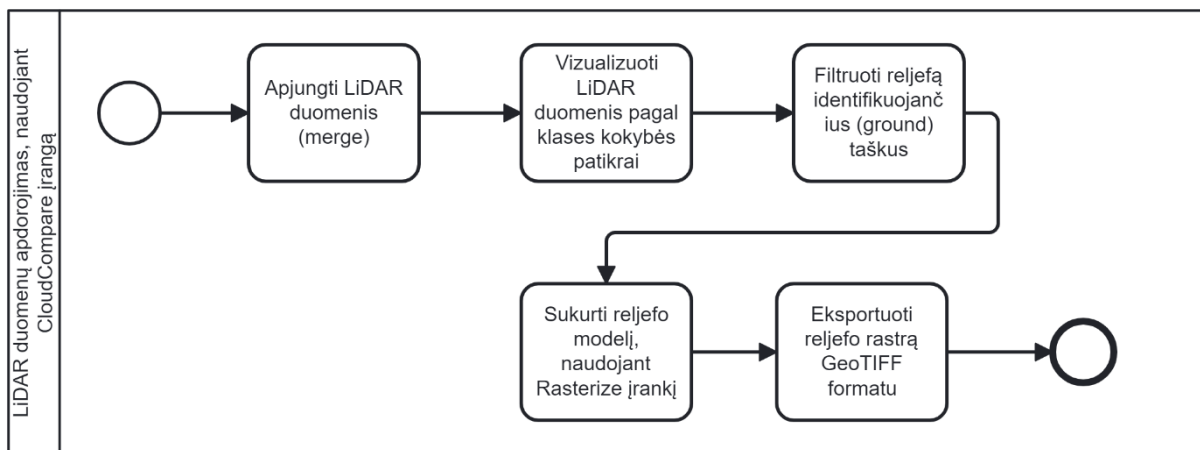 LiDAR duomenų apdorojimas, naudojant
CloudCompare įrangą
Apjungti LiDAR
duomenis
(merge)
Vizualizuoti
LiDAR
duomenis pagal
klases kokybės
patikrai
Filtruoti reljefą
identifikuojanč
ius (ground)
taškus
Sukurti reljefo
modelį,
naudojant
Rasterize įrankį
Eksportuoti
reljefo rastrą
GeoTIFF
formatu